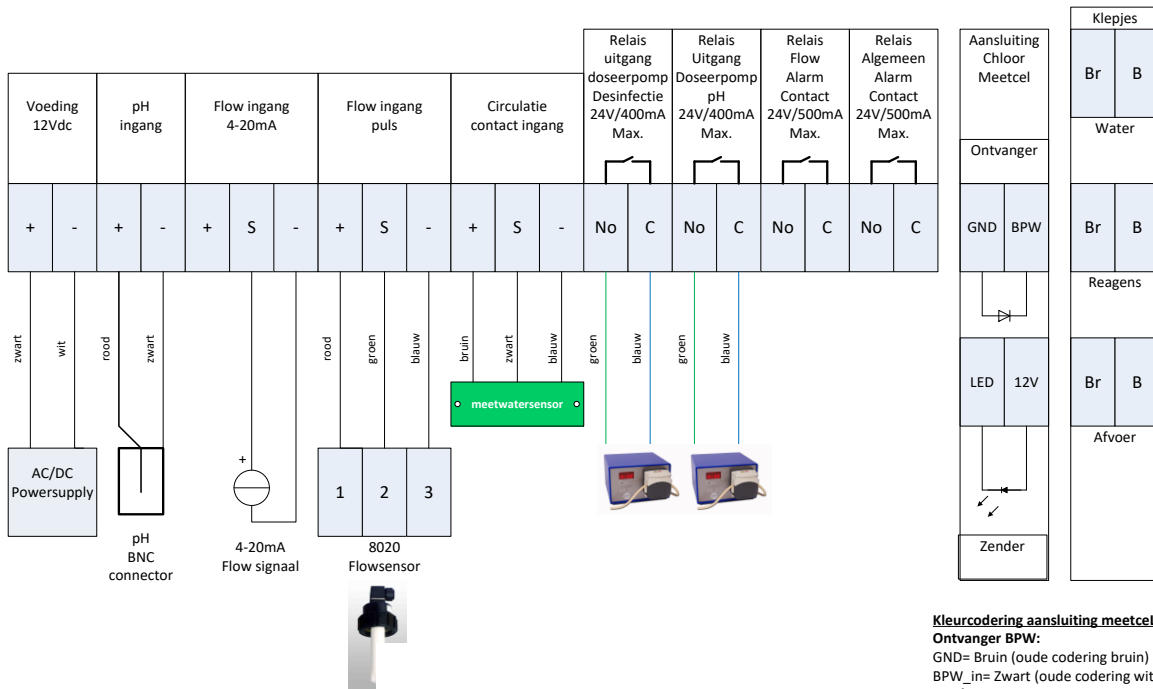 Voeding
12Vdc
pH
ingang
Flow ingang
4-20mA
Flow ingang
puls
Circulatie
contact ingang
Relais
uitgang
doseerpomp
Desinfectie
24V/400mA
Max.
Relais
Uitgang
Doseerpomp
pH
24V/400mA
Max.
Relais
Flow
Alarm
Contact
24V/500mA
Max.
Relais
Algemeen
Alarm
Contact
24V/500mA
Max.
+ - + - + S - + S - + S - No C No C No C No C
zwart wit rood zwart rood groen blauw bruin zwart blauw groen blauw groen blauw
meetwatersensor
AC/DC
Powersupply
pH
BNC
connector
+
4-20mA
Flow signaal
1 2 3
8020
Flowsensor
Aansluiting
Chloor
Meetcel
Ontvanger
GND BPW
LED 12V
Zender
Klepjes
Br B
Water
Br B
Reagens
Br B
Afvoer
Kleurcodering aansluiting meetcel
Ontvanger BPW:
GND= Bruin (oude codering bruin)
BPW_in= Zwart (oude codering wit